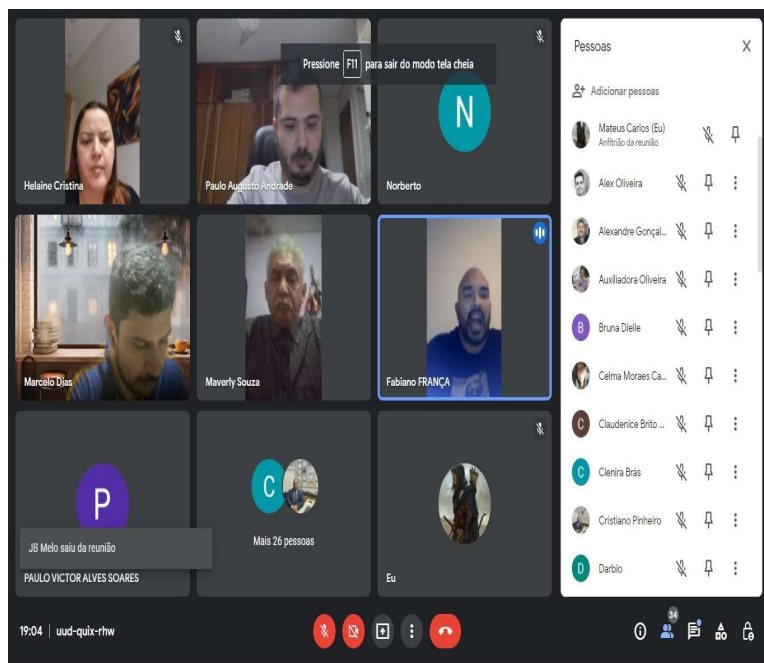 Pressione F11 para sair do modo tela cheia
Helaine Cristina
Paulo Augusto Andrade
N
Norberto
Marcelo Dias
Maverly Souza
Fabiano FRANÇA
P
JB Melo saiu da reunião
PAULO VICTOR ALVES SOARES
C
Mais 26 pessoas
Eu
19:04 | uud-quix-rhw
34
Pessoas
Adicionar pessoas
Mateus Carlos (Eu)
Anfitrião da reunião
Alex Oliveira
Alexandre Gonçal...
Auxiliadora Oliveira
B
Bruna Dielle
Celma Moraes Ca...
C
Claudenice Brito ...
C
Clenira Brás
Cristiano Pinheiro
D
Darbio